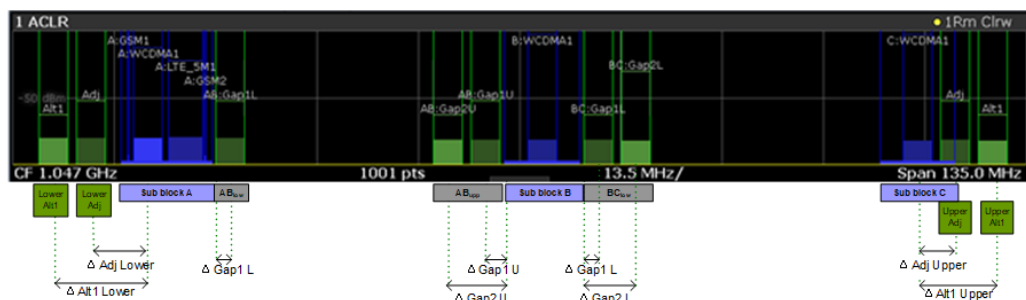 1 ACLR
1Rm Clrw
A:GSM1
A:WCDMA1
A:LTE_5M1
A:GSM2
AB:Gap1L
B:WCDMA1
BC:Gap2L
C:WCDMA1
-50 dBm
Alt1
Adj
AB:Gap2U
AB:Gap1U
BC:Gap1L
Adj
Alt1
CF 1.047 GHz
1001 pts
13.5 MHz/
Span 135.0 MHz
Lower Alt1
Lower Adj
Sub block A
ABlow
ABupp
Sub block B
BClow
Sub block C
Upper Adj
Upper Alt1
Δ Adj Lower
Δ Gap1 L
Δ Gap1 U
Δ Gap1 L
Δ Adj Upper
Δ Alt1 Lower
Δ Gap2 U
Δ Gap2 L
Δ Alt1 Upper